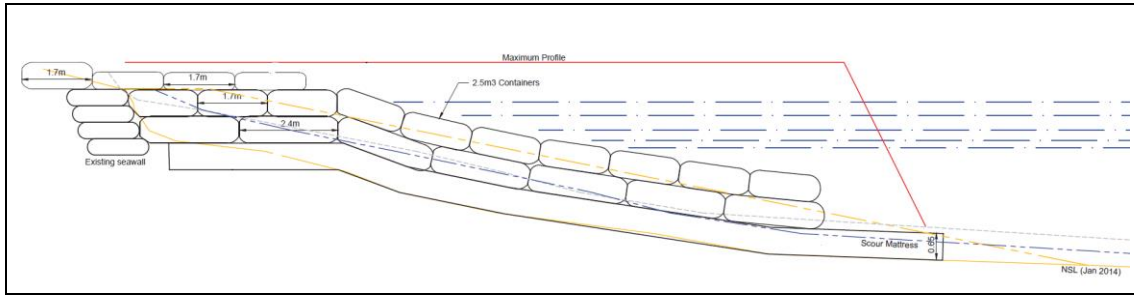 Maximum Profile
1.7m
1.7m
2.5m3 Containers
1.7m
2.4m
Existing seawall
Scour Mattress
0.65
NSL (Jan 2014)